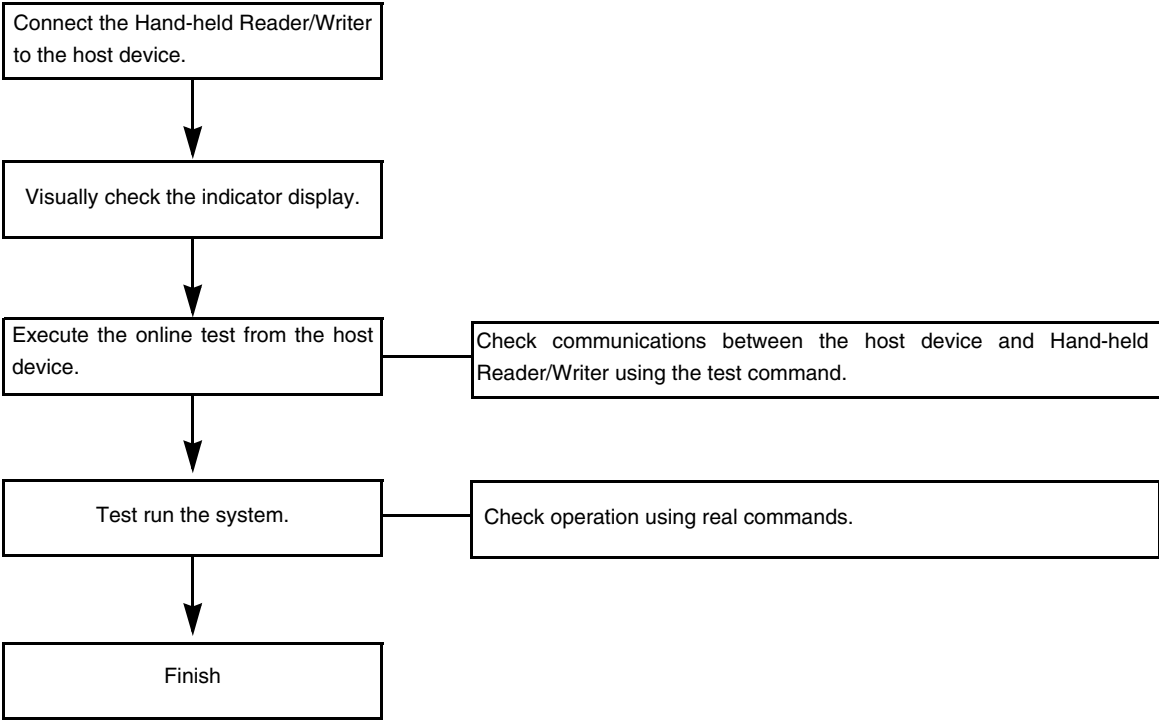 Connect the Hand-held Reader/Writer
to the host device.
Visually check the indicator display.
Execute the online test from the host
device.
Check communications between the host device and Hand-held
Reader/Writer using the test command.
Test run the system.
Check operation using real commands.
Finish